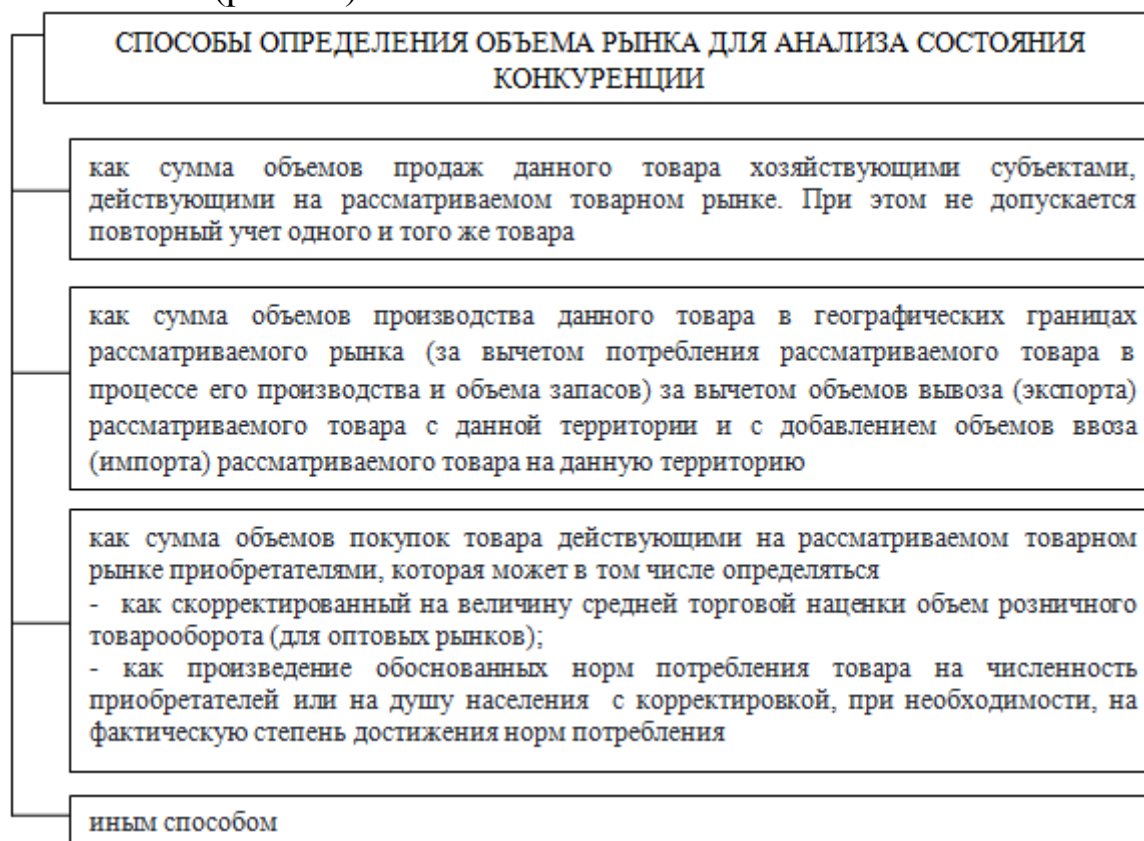 СПОСОБЫ ОПРЕДЕЛЕНИЯ ОБЪЕМА РЫНКА ДЛЯ АНАЛИЗА СОСТОЯНИЯ
КОНКУРЕНЦИИ
как сумма объемов продаж данного товара хозяйствующими субъектами,
действующими на рассматриваемом товарном рынке. При этом не допускается
повторный учет одного и того же товара
как сумма объемов производства данного товара в географических границах
рассматриваемого рынка (за вычетом потребления рассматриваемого товара в
процессе его производства и объема запасов) за вычетом объемов вывоза (экспорта)
рассматриваемого товара с данной территории и с добавлением объемов ввоза
(импорта) рассматриваемого товара на данную территорию
как сумма объемов покупок товара действующими на рассматриваемом товарном
рынке приобретателями, которая может в том числе определяться
- как скорректированный на величину средней торговой наценки объем розничного
товарооборота (для оптовых рынков);
- как произведение обоснованных норм потребления товара на численность
приобретателей или на душу населения с корректировкой, при необходимости, на
фактическую степень достижения норм потребления
иным способом